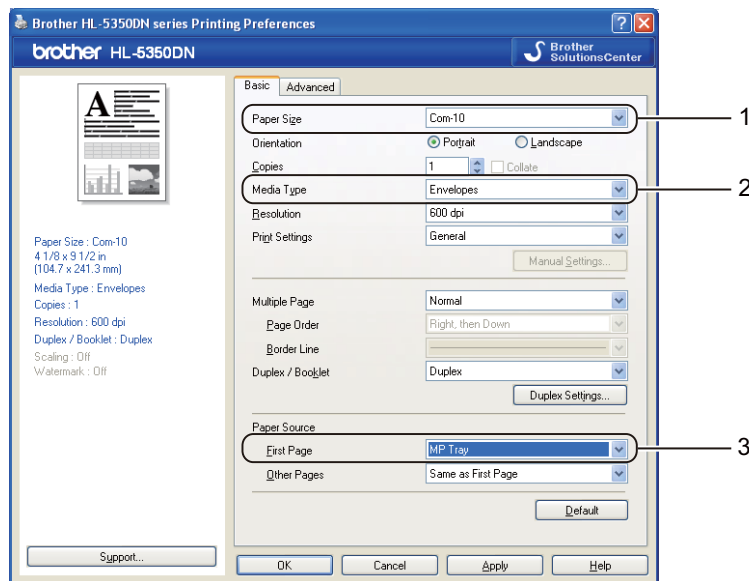 Brother HL-5350DN series Printing Preferences
brother HL-5350DN
Brother SolutionsCenter
A
Paper Size : Com-10
4 1/8 x 9 1/2 in
(104.7 x 241.3 mm)
Media Type : Envelopes
Copies : 1
Resolution : 600 dpi
Duplex / Booklet : Duplex
Scaling : Off
Watermark : Off
Support...
Basic Advanced
Paper Size Com-10 1
Orientation Portrait Landscape
Copies 1 Collate
Media Type Envelopes 2
Resolution 600 dpi
Print Settings General
Manual Settings...
Multiple Page Normal
Page Order Right, then Down
Border Line
Duplex / Booklet Duplex
Duplex Settings...
Paper Source
First Page MP Tray 3
Other Pages Same as First Page
Default
OK Cancel Apply Help